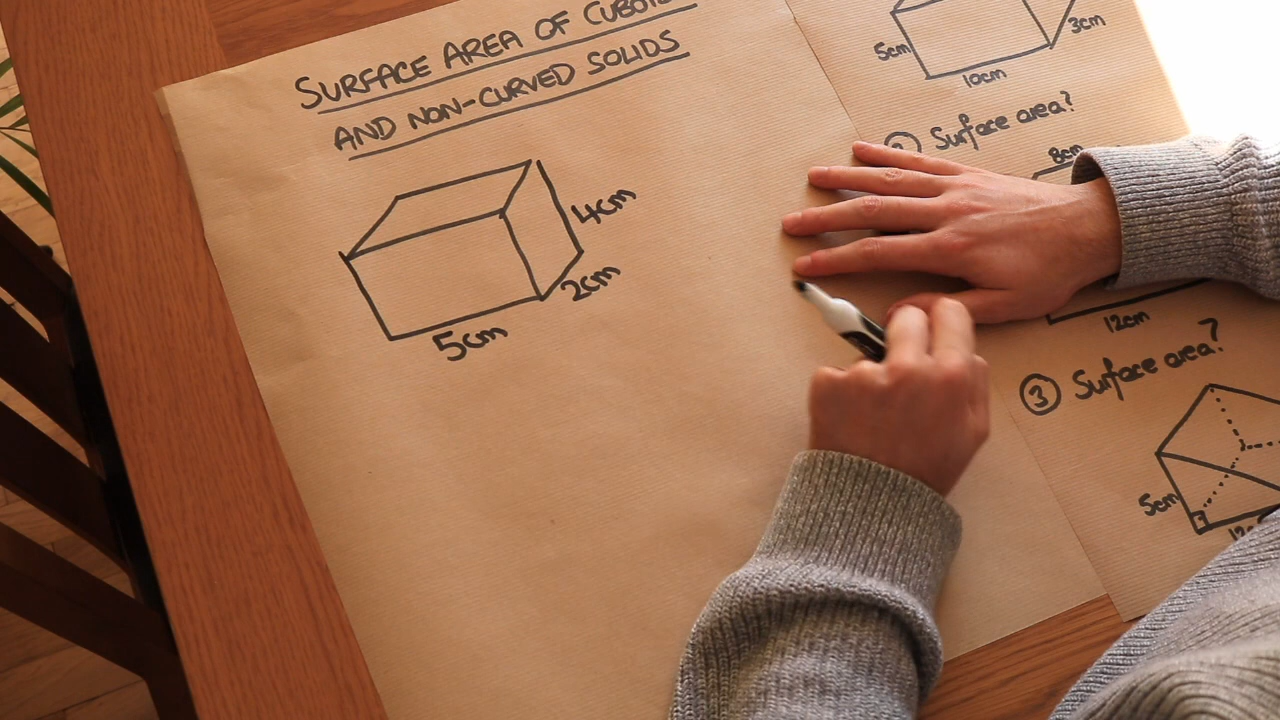 SURFACE AREA OF
AND NON-CURVED SOLIDS
4cm
2cm
5cm
5cm
3cm
10cm
Surface area?
8cm
12cm
③ Surface area?
5cm